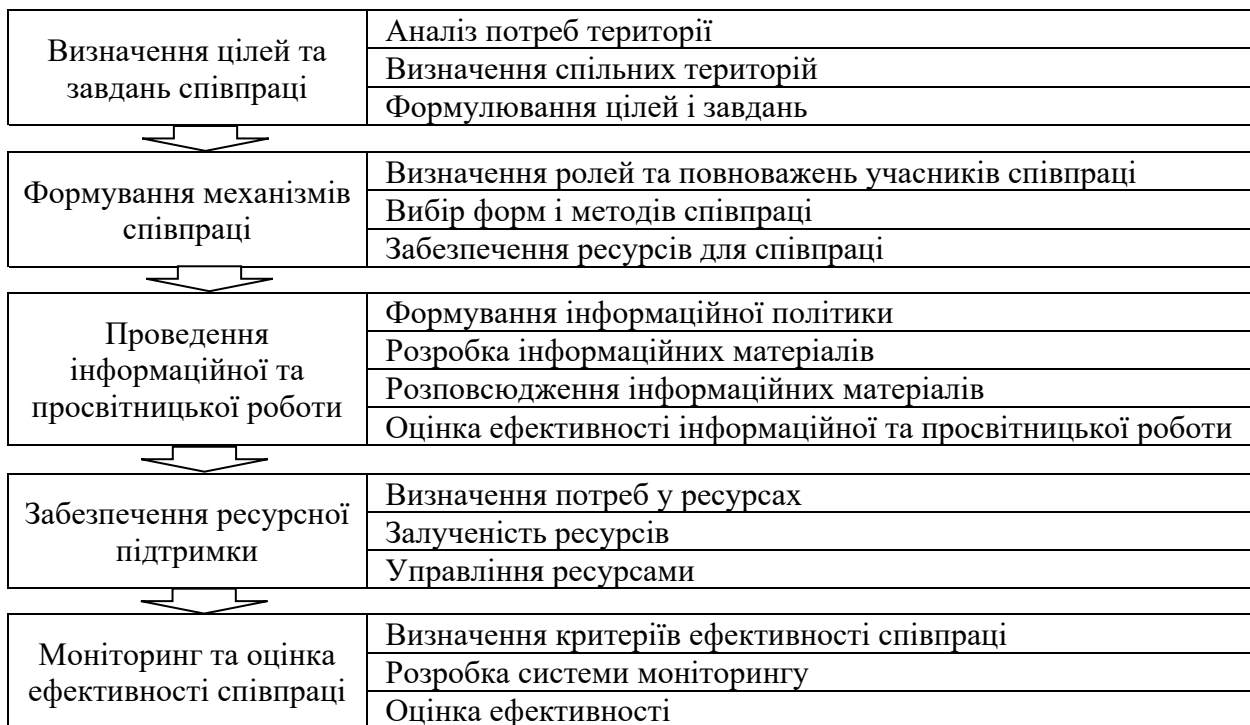 Визначення цілей та
завдань співпраці
Аналіз потреб території
Визначення спільних територій
Формулювання цілей і завдань
Формування механізмів
співпраці
Визначення ролей та повноважень учасників співпраці
Вибір форм і методів співпраці
Забезпечення ресурсів для співпраці
Проведення
інформаційної та
просвітницької роботи
Формування інформаційної політики
Розробка інформаційних матеріалів
Розповсюдження інформаційних матеріалів
Оцінка ефективності інформаційної та просвітницької роботи
Забезпечення ресурсної
підтримки
Визначення потреб у ресурсах
Залученість ресурсів
Управління ресурсами
Моніторинг та оцінка
ефективності співпраці
Визначення критеріїв ефективності співпраці
Розробка системи моніторингу
Оцінка ефективності